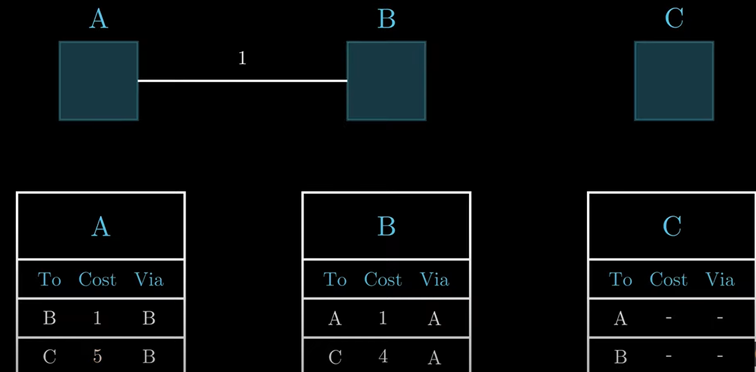 A B C
1
A B C
To Cost Via To Cost Via To Cost Via
B 1 B A 1 A A - -
C 5 B C 4 A B - -